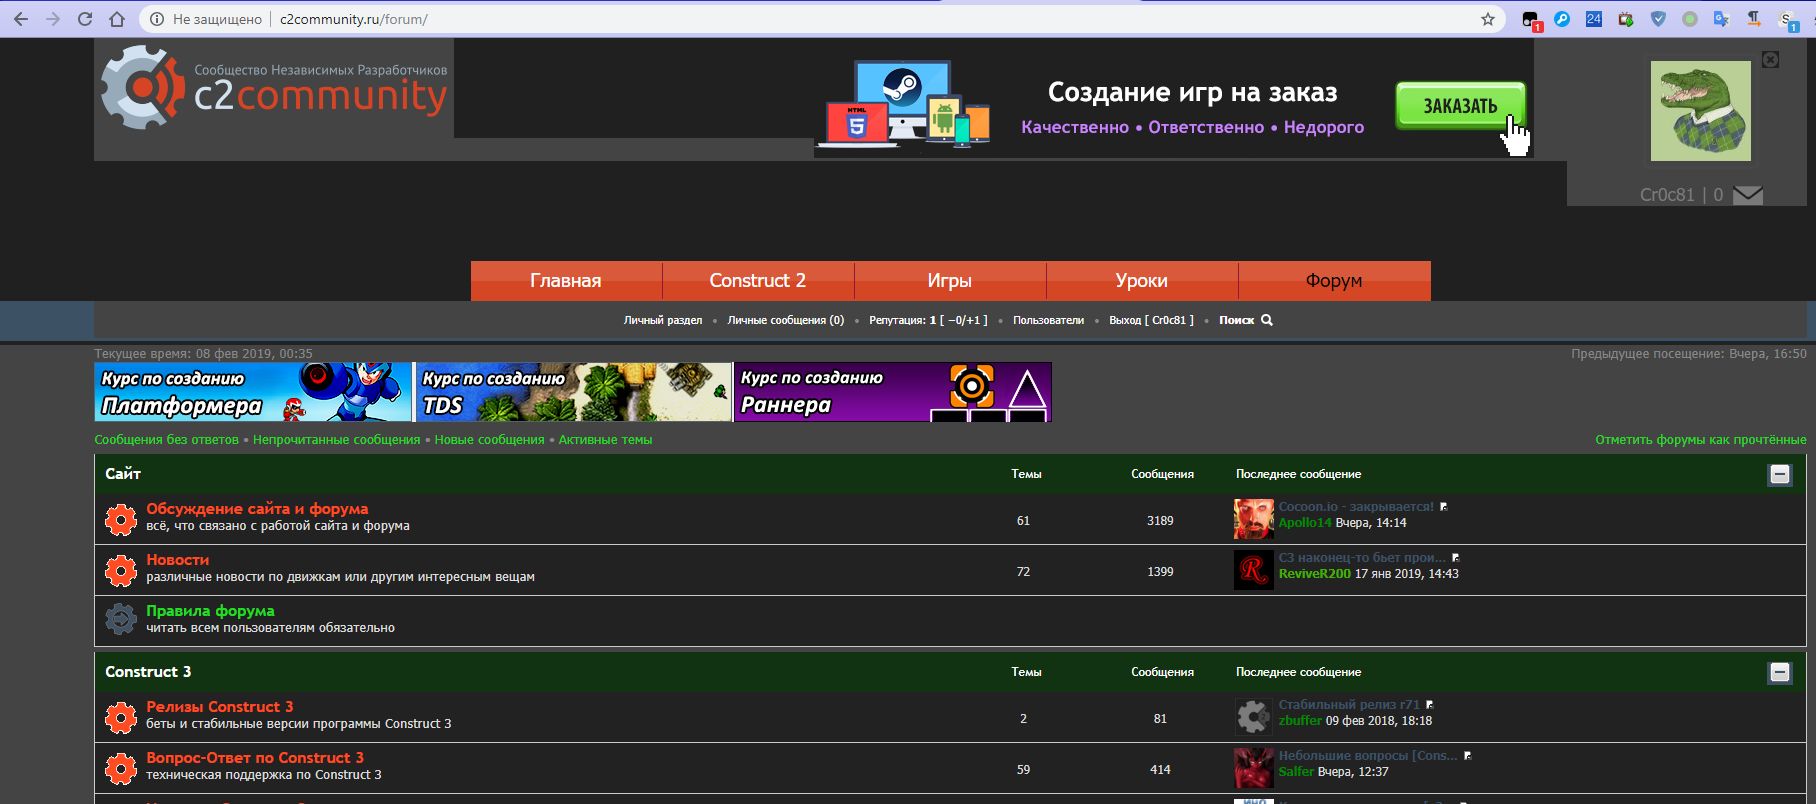 Не защищено | c2community.ru/forum/
1
24
1
Сообщество Независимых Разработчиков
c2community
HTML
5
Создание игр на заказ
Качественно • Ответственно • Недорого
ЗАКАЗАТЬ
Cr0c81 | 0
Главная
Construct 2
Игры
Уроки
Форум
Личный раздел • Личные сообщения (0) • Репутация: 1 [ −0/+1 ] • Пользователи • Выход [ Cr0c81 ] • Поиск
Текущее время: 08 фев 2019, 00:35
Предыдущее посещение: Вчера, 16:50
Курс по созданию
Платформера
Курс по созданию
TDS
Курс по созданию
Раннера
Сообщения без ответов • Непрочитанные сообщения • Новые сообщения • Активные темы
Отметить форумы как прочтённые
Сайт Темы Сообщения Последнее сообщение
Обсуждение сайта и форума
всё, что связано с работой сайта и форума
61 3189
Cocoon.io - закрывается!
Apollo14 Вчера, 14:14
Новости
различные новости по движкам или другим интересным вещам
72 1399
С3 наконец-то бьет прои...
ReviveR200 17 янв 2019, 14:43
Правила форума
читать всем пользователям обязательно
Construct 3 Темы Сообщения Последнее сообщение
Релизы Construct 3
беты и стабильные версии программы Construct 3
2 81
Стабильный релиз r71
zbuffer 09 фев 2018, 18:18
Вопрос-Ответ по Construct 3
техническая поддержка по Construct 3
59 414
Небольшие вопросы [Cons...
Salfer Вчера, 12:37